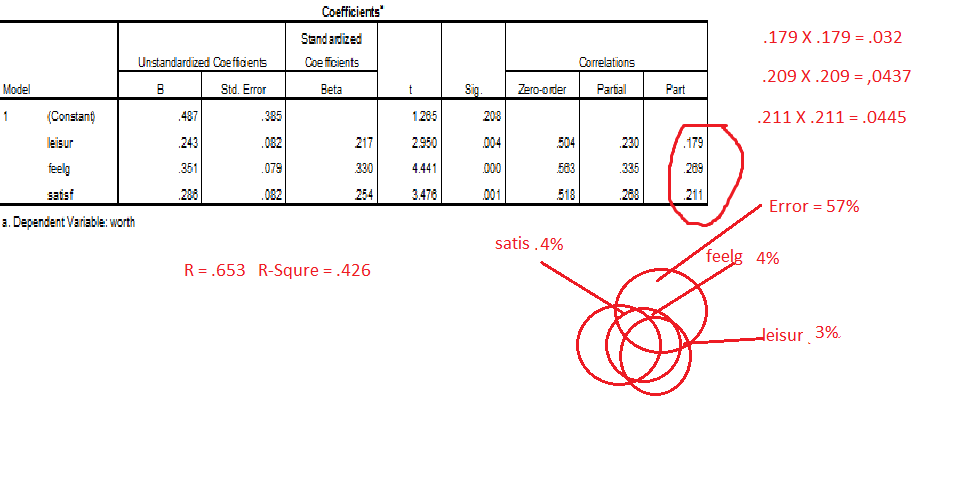 Coefficientsª
Model
Unstandardized Coefficients
Standardized Coefficients
t
Sig.
Correlations
B
Std. Error
Beta
Zero-order
Partial
Part
1 (Constant) .487 .385 1.265 .208
leisur .243 .082 .217 2.950 .004 .504 .230 .179
feelg .351 .079 .330 4.441 .000 .563 .335 .269
satisf .286 .082 .254 3.476 .001 .518 .268 .211
a. Dependent Variable: worth
.179 X .179 = .032
.209 X .209 = ,0437
.211 X .211 = .0445
Error = 57%
satis .4%
feelg 4%
R = .653 R-Squre = .426
leisur . 3%.